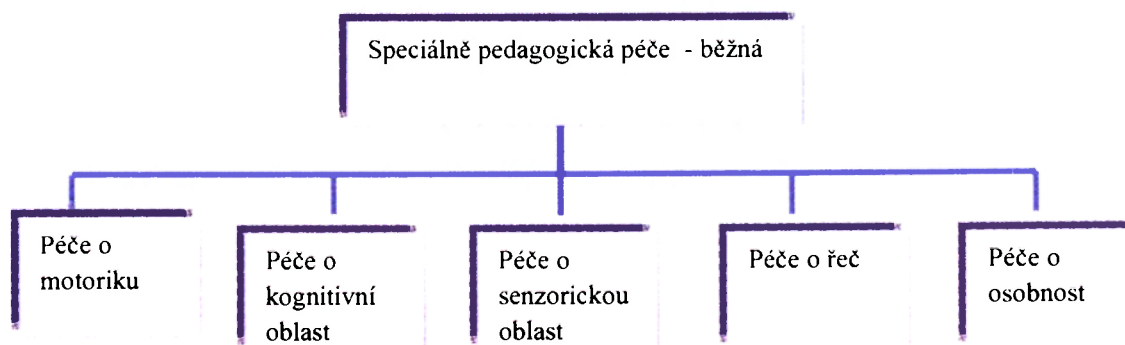 Speciálně pedagogická péče - běžná
Péče o
motoriku
Péče o
kognitivní
oblast
Péče o
senzorickou
oblast
Péče o řeč
Péče o
osobnost